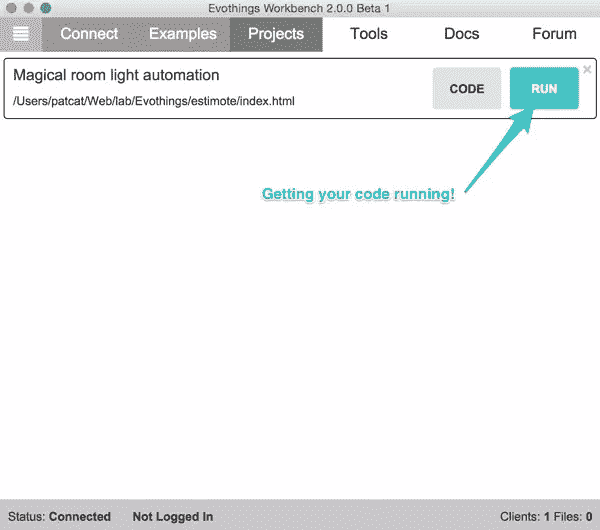 Evothings Workbench 2.0.0 Beta 1
Connect Examples Projects Tools Docs Forum
Magical room light automation
/Users/patcat/Web/lab/Evothings/estimote/index.html
CODE
RUN
Getting your code running!
Status: Connected Not Logged In Clients: 1 Files: 0